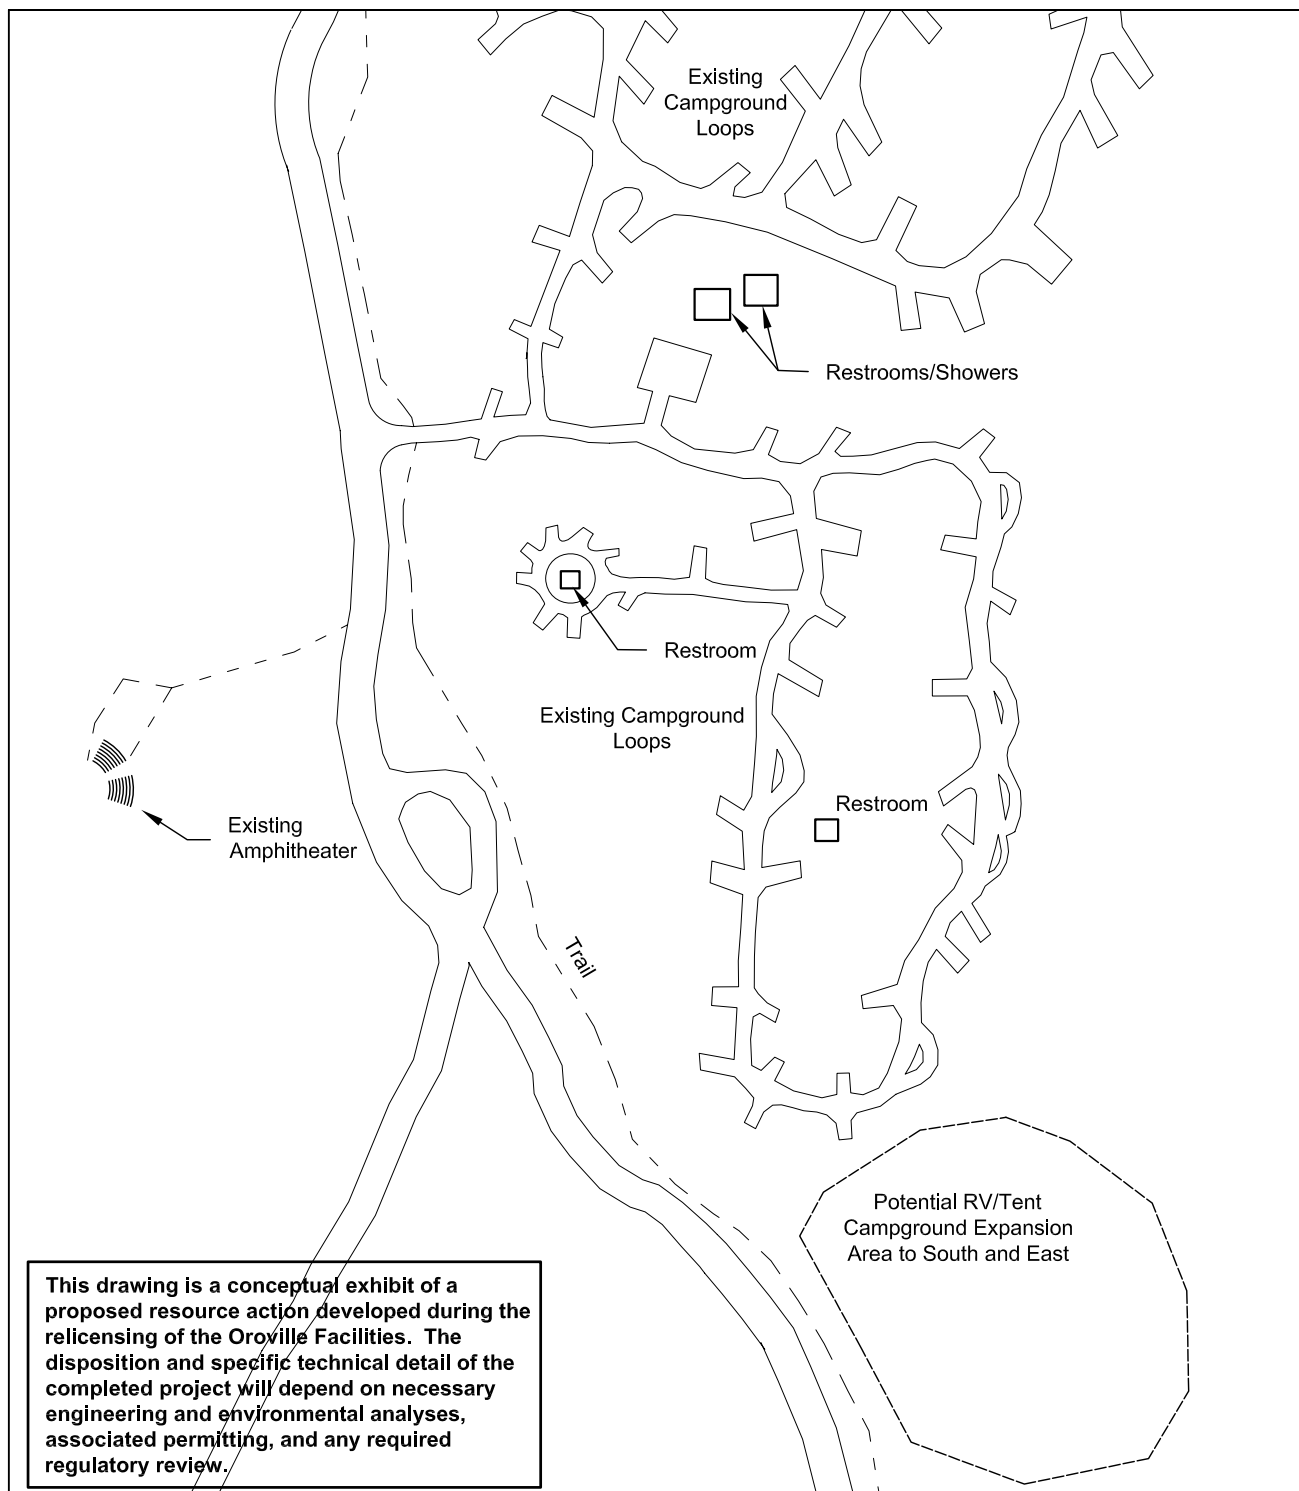 Existing
Campground
Loops
Restrooms/Showers
Restroom
Existing Campground
Loops
Restroom
Existing
Amphitheater
Trail
Potential RV/Tent
Campground Expansion
Area to South and East
This drawing is a conceptual exhibit of a
proposed resource action developed during the
relicensing of the Oroville Facilities.  The
disposition and specific technical detail of the
completed project will depend on necessary
engineering and environmental analyses,
associated permitting, and any required
regulatory review.